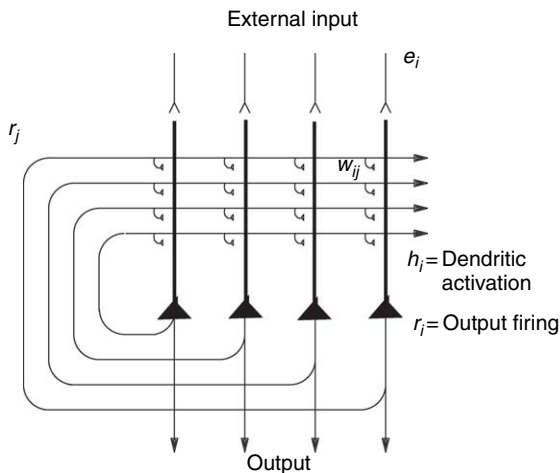 External input
e_i
r_j
w_ij
h_i = Dendritic
activation
r_i = Output firing
Output